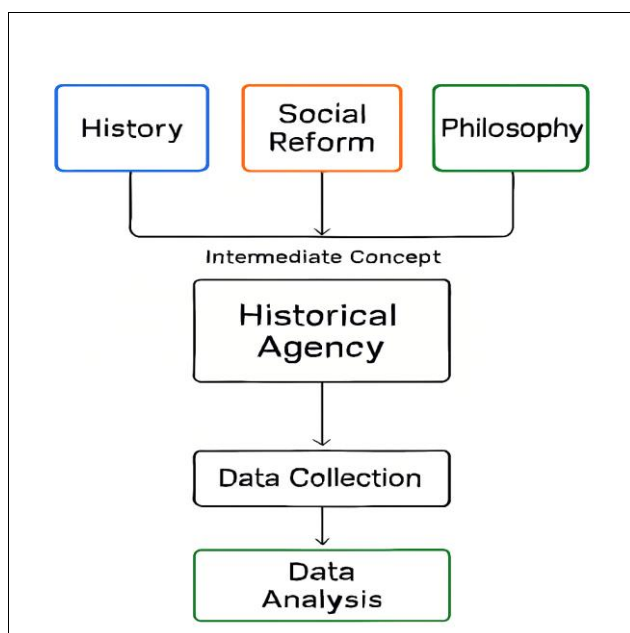 History
Social
Reform
Philosophy
Intermediate Concept
Historical
Agency
Data Collection
Data
Analysis